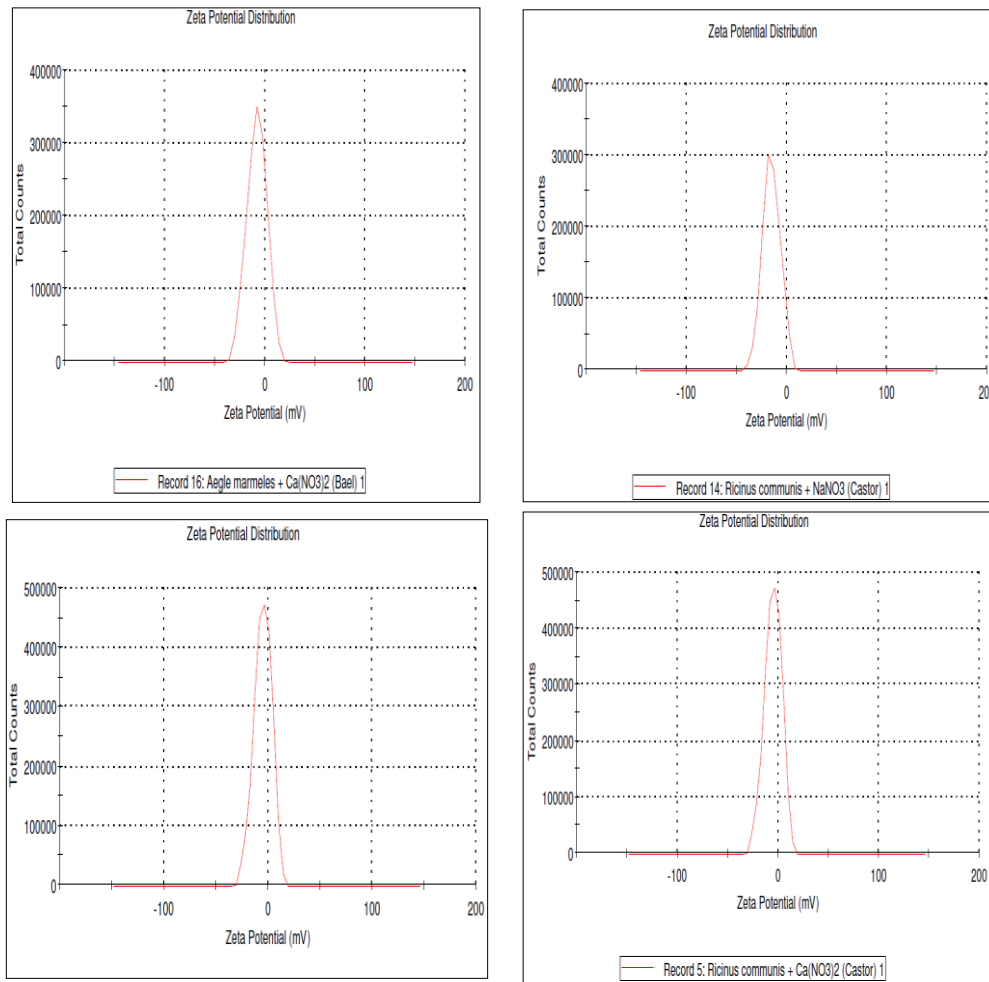 Zeta Potential Distribution
400000
300000
200000
100000
0
Total Counts
-100 0 100 200
Zeta Potential (mV)
Record 16: Aegle marmeles + Ca(NO3)2 (Bael) 1
Zeta Potential Distribution
400000
300000
200000
100000
0
Total Counts
-100 0 100 20
Zeta Potential (mV)
Record 14: Ricinus communis + NaNO3 (Castor) 1
Zeta Potential Distribution
500000
400000
300000
200000
100000
0
Total Counts
-100 0 100 200
Zeta Potential (mV)
Zeta Potential Distribution
500000
400000
300000
200000
100000
0
Total Counts
-100 0 100 200
Zeta Potential (mV)
Record 5: Ricinus communis + Ca(NO3)2 (Castor) 1